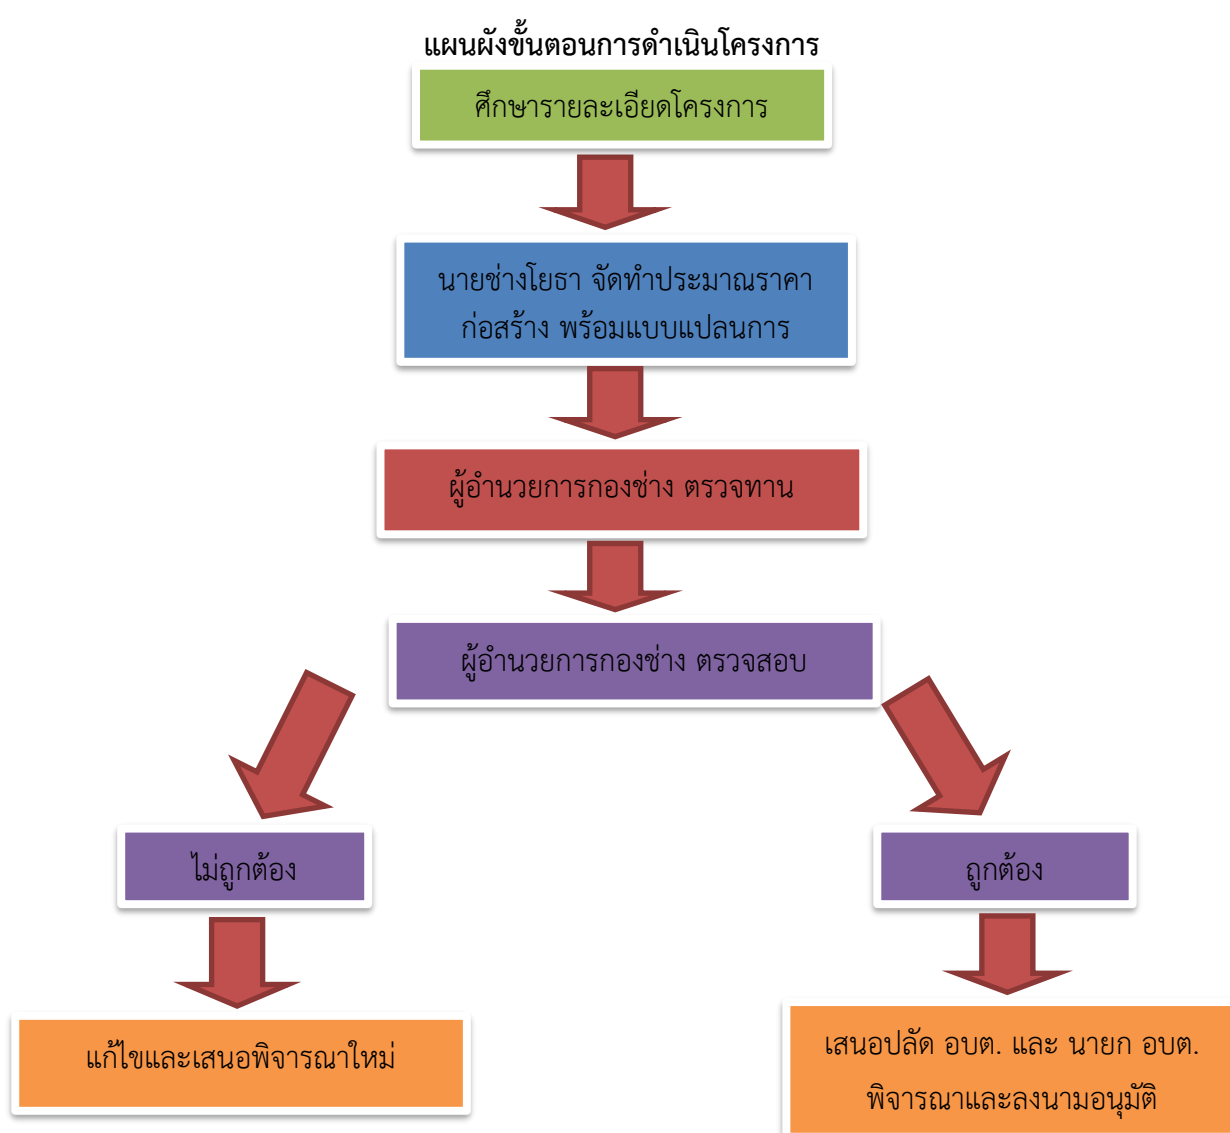 แผนผังขั้นตอนการดำเนินโครงการ
ศึกษารายละเอียดโครงการ
นายช่างโยธา จัดทำประมาณราคา
ก่อสร้าง พร้อมแบบแปลนการ
ผู้อำนวยการกองช่าง ตรวจทาน
ผู้อำนวยการกองช่าง ตรวจสอบ
ไม่ถูกต้อง
ถูกต้อง
แก้ไขและเสนอพิจารณาใหม่
เสนอปลัด อบต. และ นายก อบต.
พิจารณาและลงนามอนุมัติ